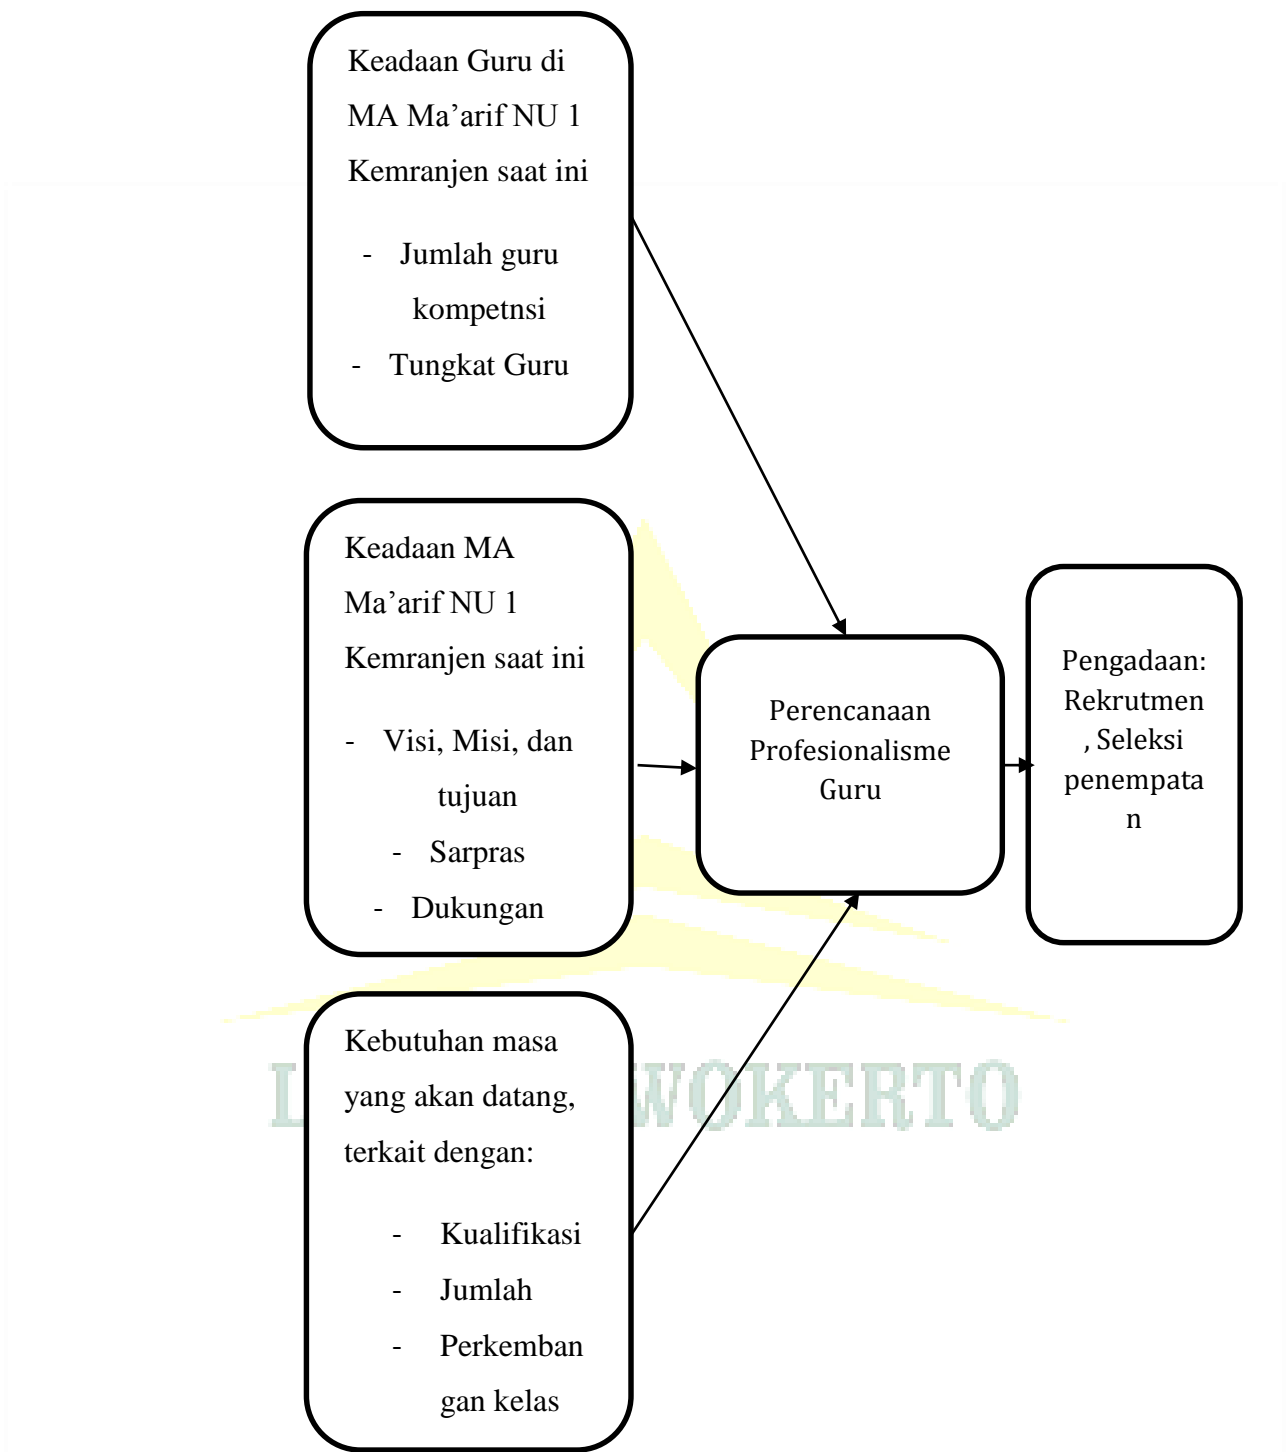 Keadaan Guru di
MA Ma’arif NU 1
Kemranjen saat ini
- Jumlah guru
kompetnsi
- Tungkat Guru
Keadaan MA
Ma’arif NU 1
Kemranjen saat ini
- Visi, Misi, dan
tujuan
- Sarpras
- Dukungan
Kebutuhan masa
yang akan datang,
terkait dengan:
- Kualifikasi
- Jumlah
- Perkemban
gan kelas
Perencanaan
Profesionalisme
Guru
Pengadaan:
Rekrutmen
, Seleksi
penempata
n
WOKERTO